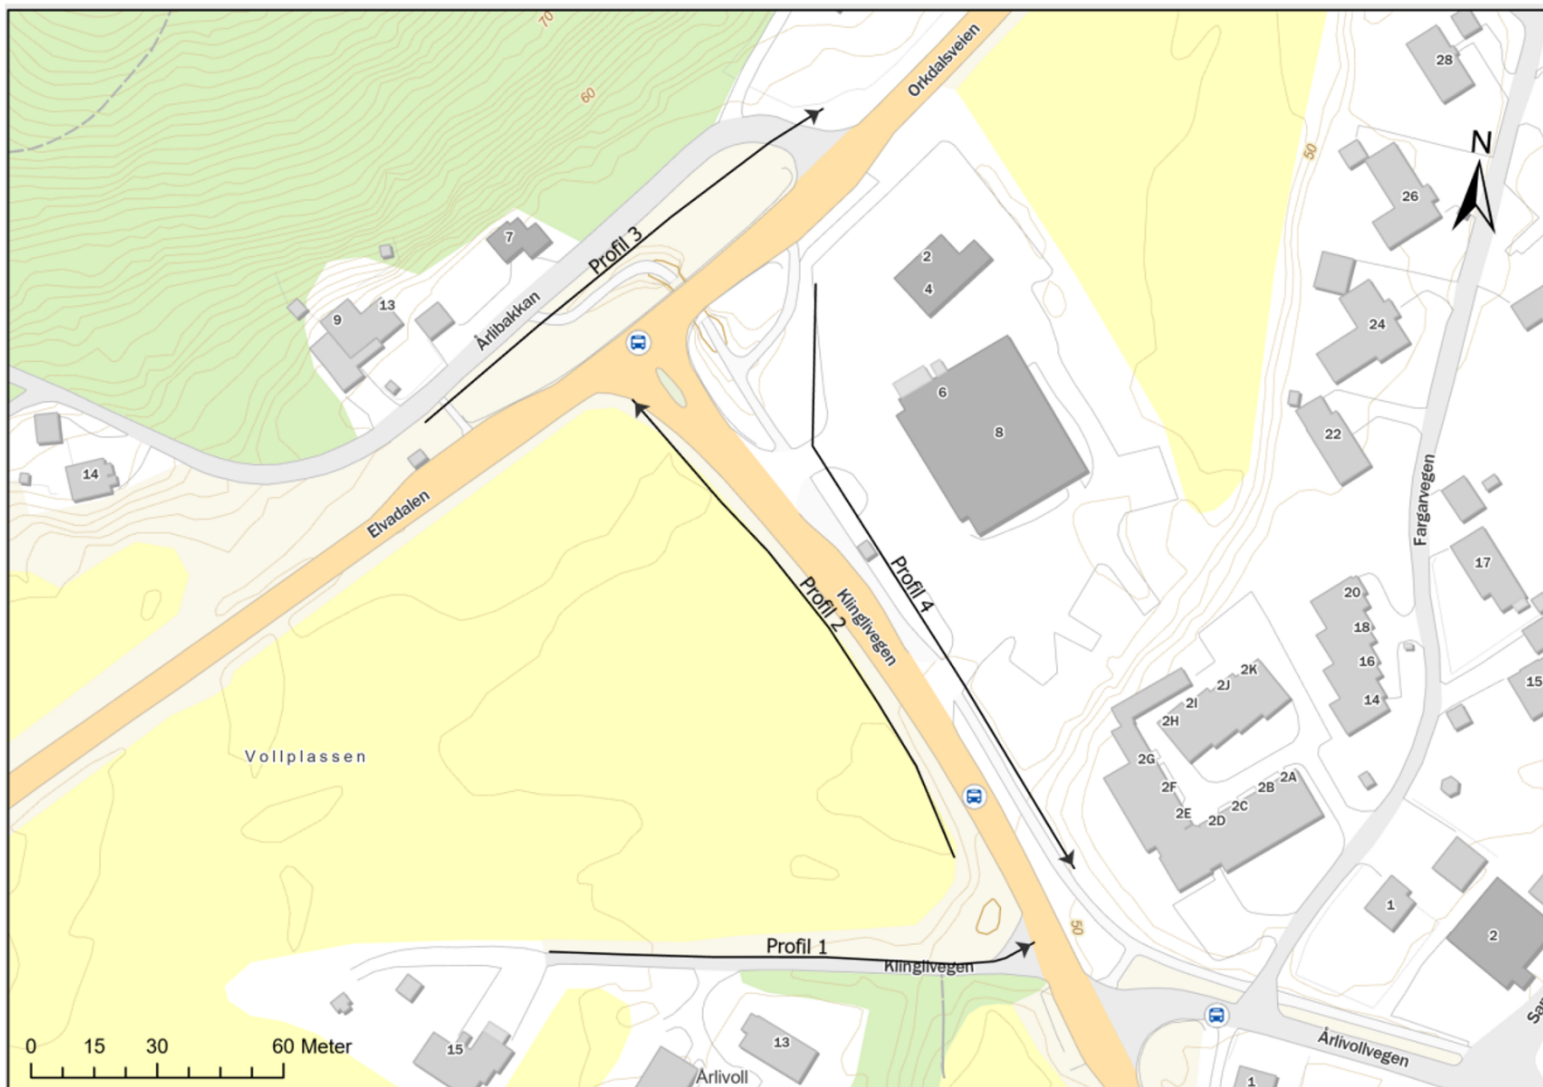 70
Orkdalsveien
28
60
50
N
26
7
Profil 3
2
4
13
9
Årlibakkan
24
6
8
22
14
Elvadalen
Fargarvegen
17
Profil 4
Profil 2
Klinglivegen
20
18
16
14
15
2K
2J
2I
2H
Vollplassen
2G
2F
2E
2D
2C
2B
2A
1
50
2
Profil 1
Klinglivegen
15
13
Årlivoll
Årlivollvegen
1
0 15 30 60 Meter